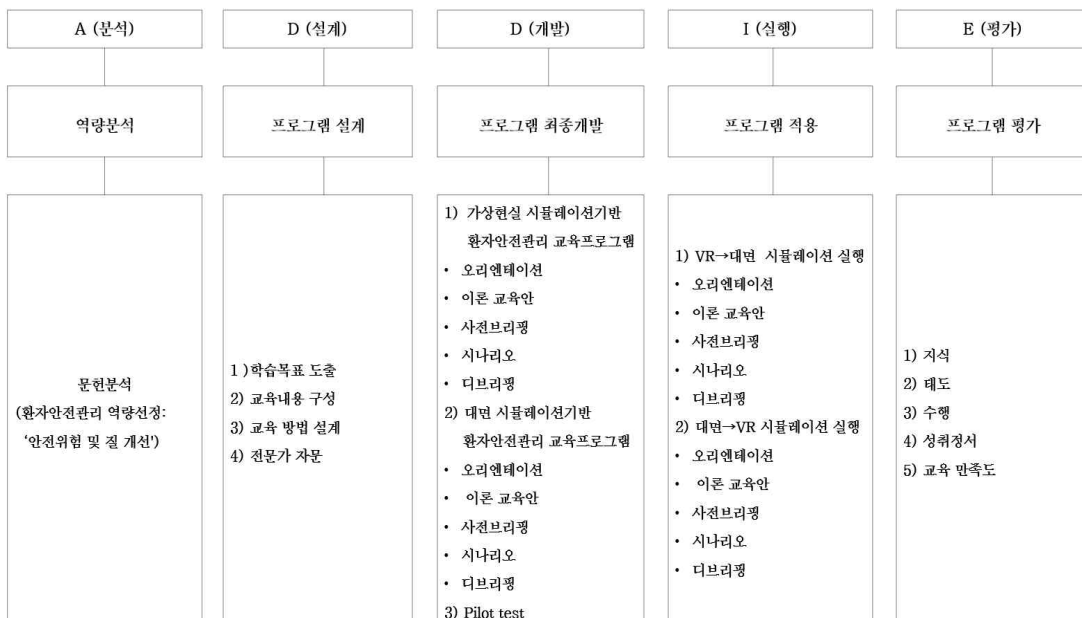 A (분석)
D (설계)
D (개발)
I (실행)
E (평가)
역량분석
프로그램 설계
프로그램 최종개발
프로그램 적용
프로그램 평가
문헌분석
(환자안전관리 역량선정:
‘안전위험 및 질 개선’)
1 )학습목표 도출
2) 교육내용 구성
3) 교육 방법 설계
4) 전문가 자문
1) 가상현실 시뮬레이션기반
환자안전관리 교육프로그램
• 오리엔테이션
• 이론 교육안
• 사전브리핑
• 시나리오
• 디브리핑
2) 대면 시뮬레이션기반
환자안전관리 교육프로그램
• 오리엔테이션
• 이론 교육안
• 사전브리핑
• 시나리오
• 디브리핑
3) Pilot test
1) VR→대면 시뮬레이션 실행
• 오리엔테이션
• 이론 교육안
• 사전브리핑
• 시나리오
• 디브리핑
2) 대면→VR 시뮬레이션 실행
• 오리엔테이션
• 이론 교육안
• 사전브리핑
• 시나리오
• 디브리핑
1) 지식
2) 태도
3) 수행
4) 성취정서
5) 교육 만족도